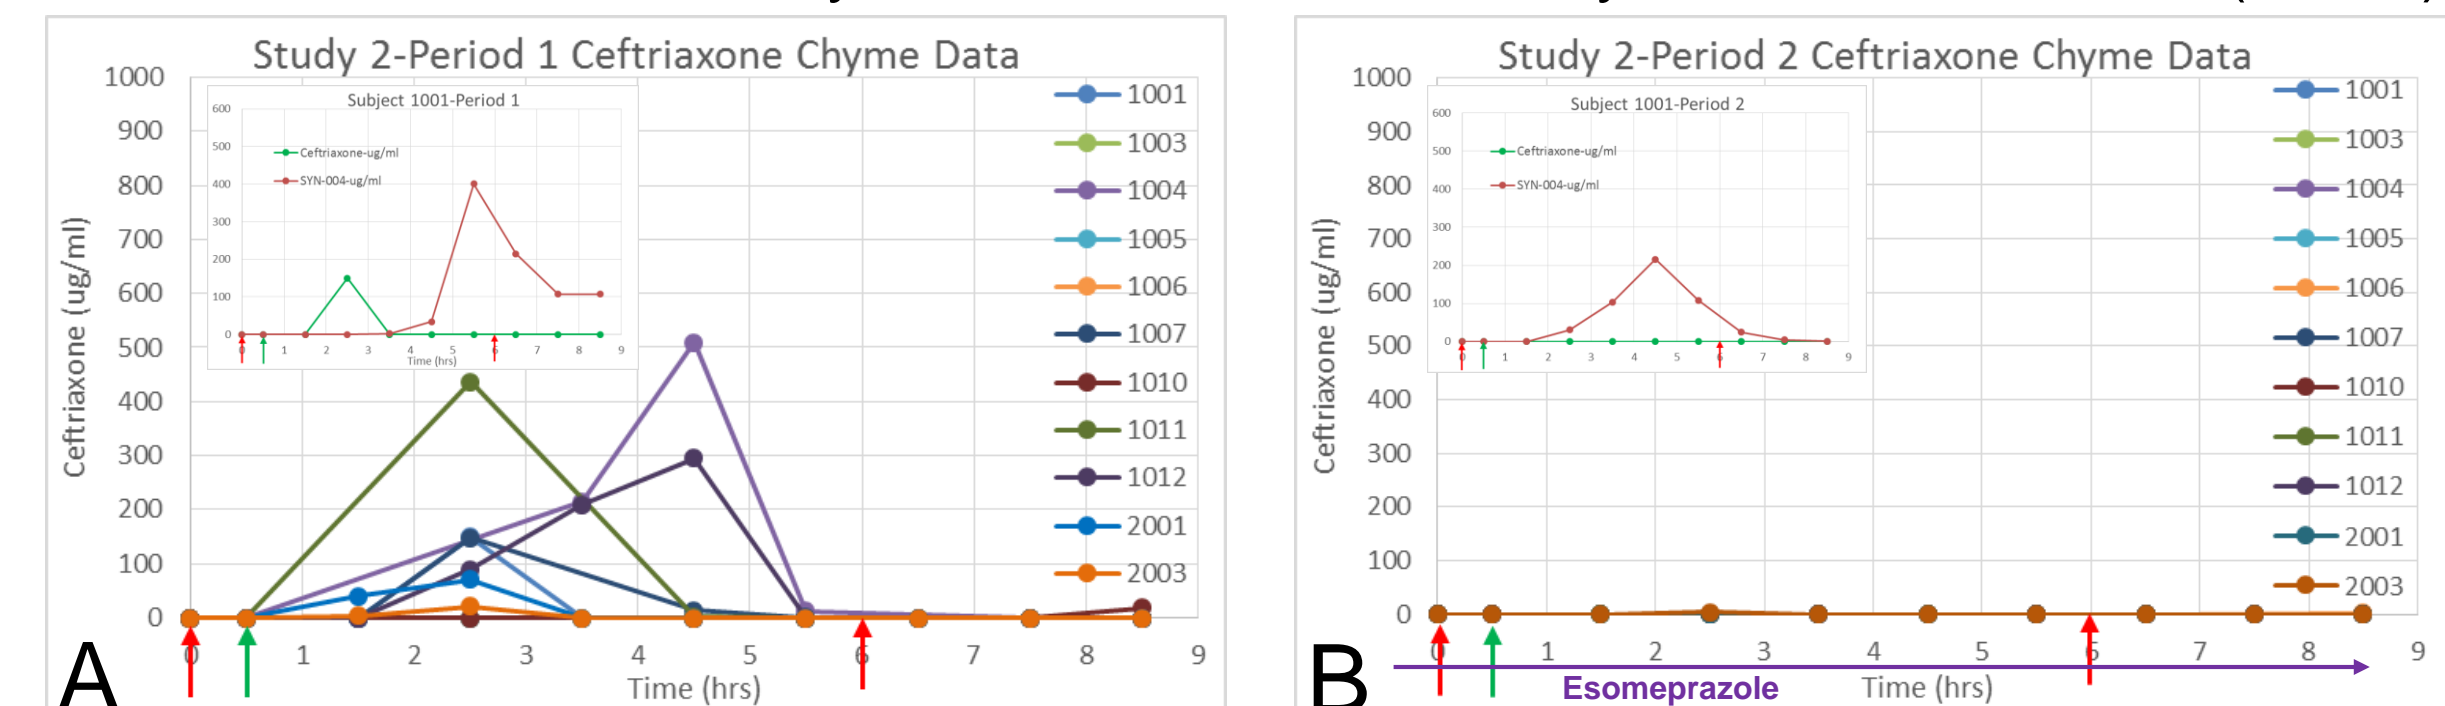 Study 2-Period 1 Ceftriaxone Chyme Data
Ceftriaxone (ug/ml)
1000
900
800
700
600
500
400
300
200
100
0
Subject 1001-Period 1
600
500
400
300
200
100
0
Ceftriaxone-ug/ml
SYN-004-ug/ml
0 1 2 3 4 5 6 7 8 9
Time (hrs)
1001
1003
1004
1005
1006
1007
1010
1011
1012
2001
2003
0 1 2 3 4 5 6 7 8 9
Time (hrs)
A
Study 2-Period 2 Ceftriaxone Chyme Data
Ceftriaxone (ug/ml)
1000
900
800
700
600
500
400
300
200
100
0
Subject 1001-Period 2
600
500
400
300
200
100
0
Ceftriaxone-ug/ml
SYN-004-ug/ml
0 1 2 3 4 5 6 7 8 9
1001
1003
1004
1005
1006
1007
1010
1011
1012
2001
2003
0 1 2 3 4 5 6 7 8 9
Esomeprazole
Time (hrs)
B